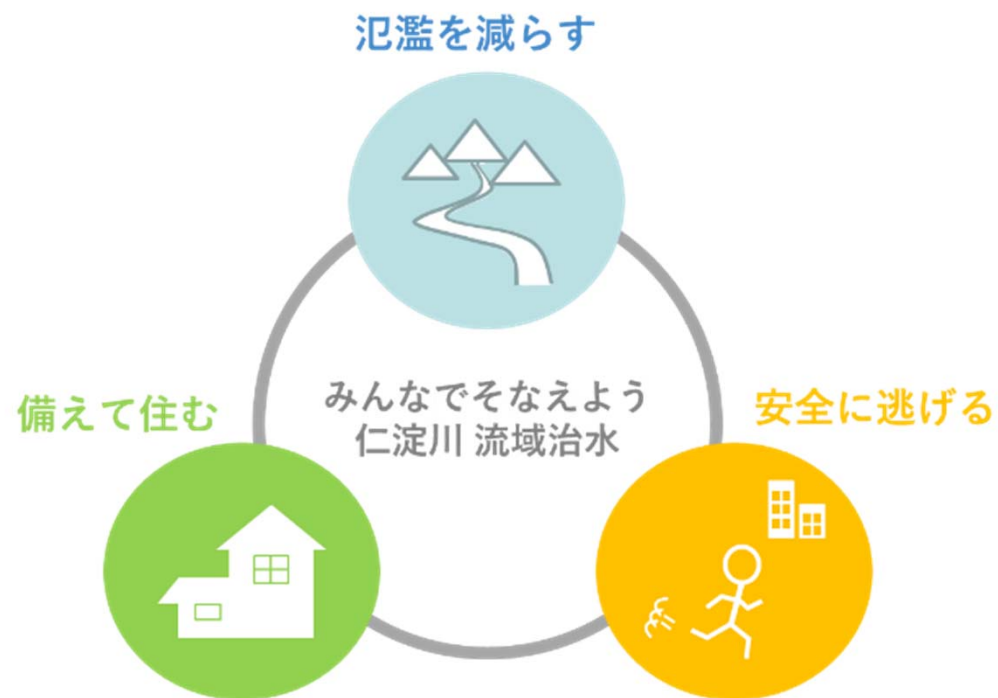 氾濫を減らす
備えて住む
みんなでそなえよう
仁淀川 流域治水
安全に逃げる